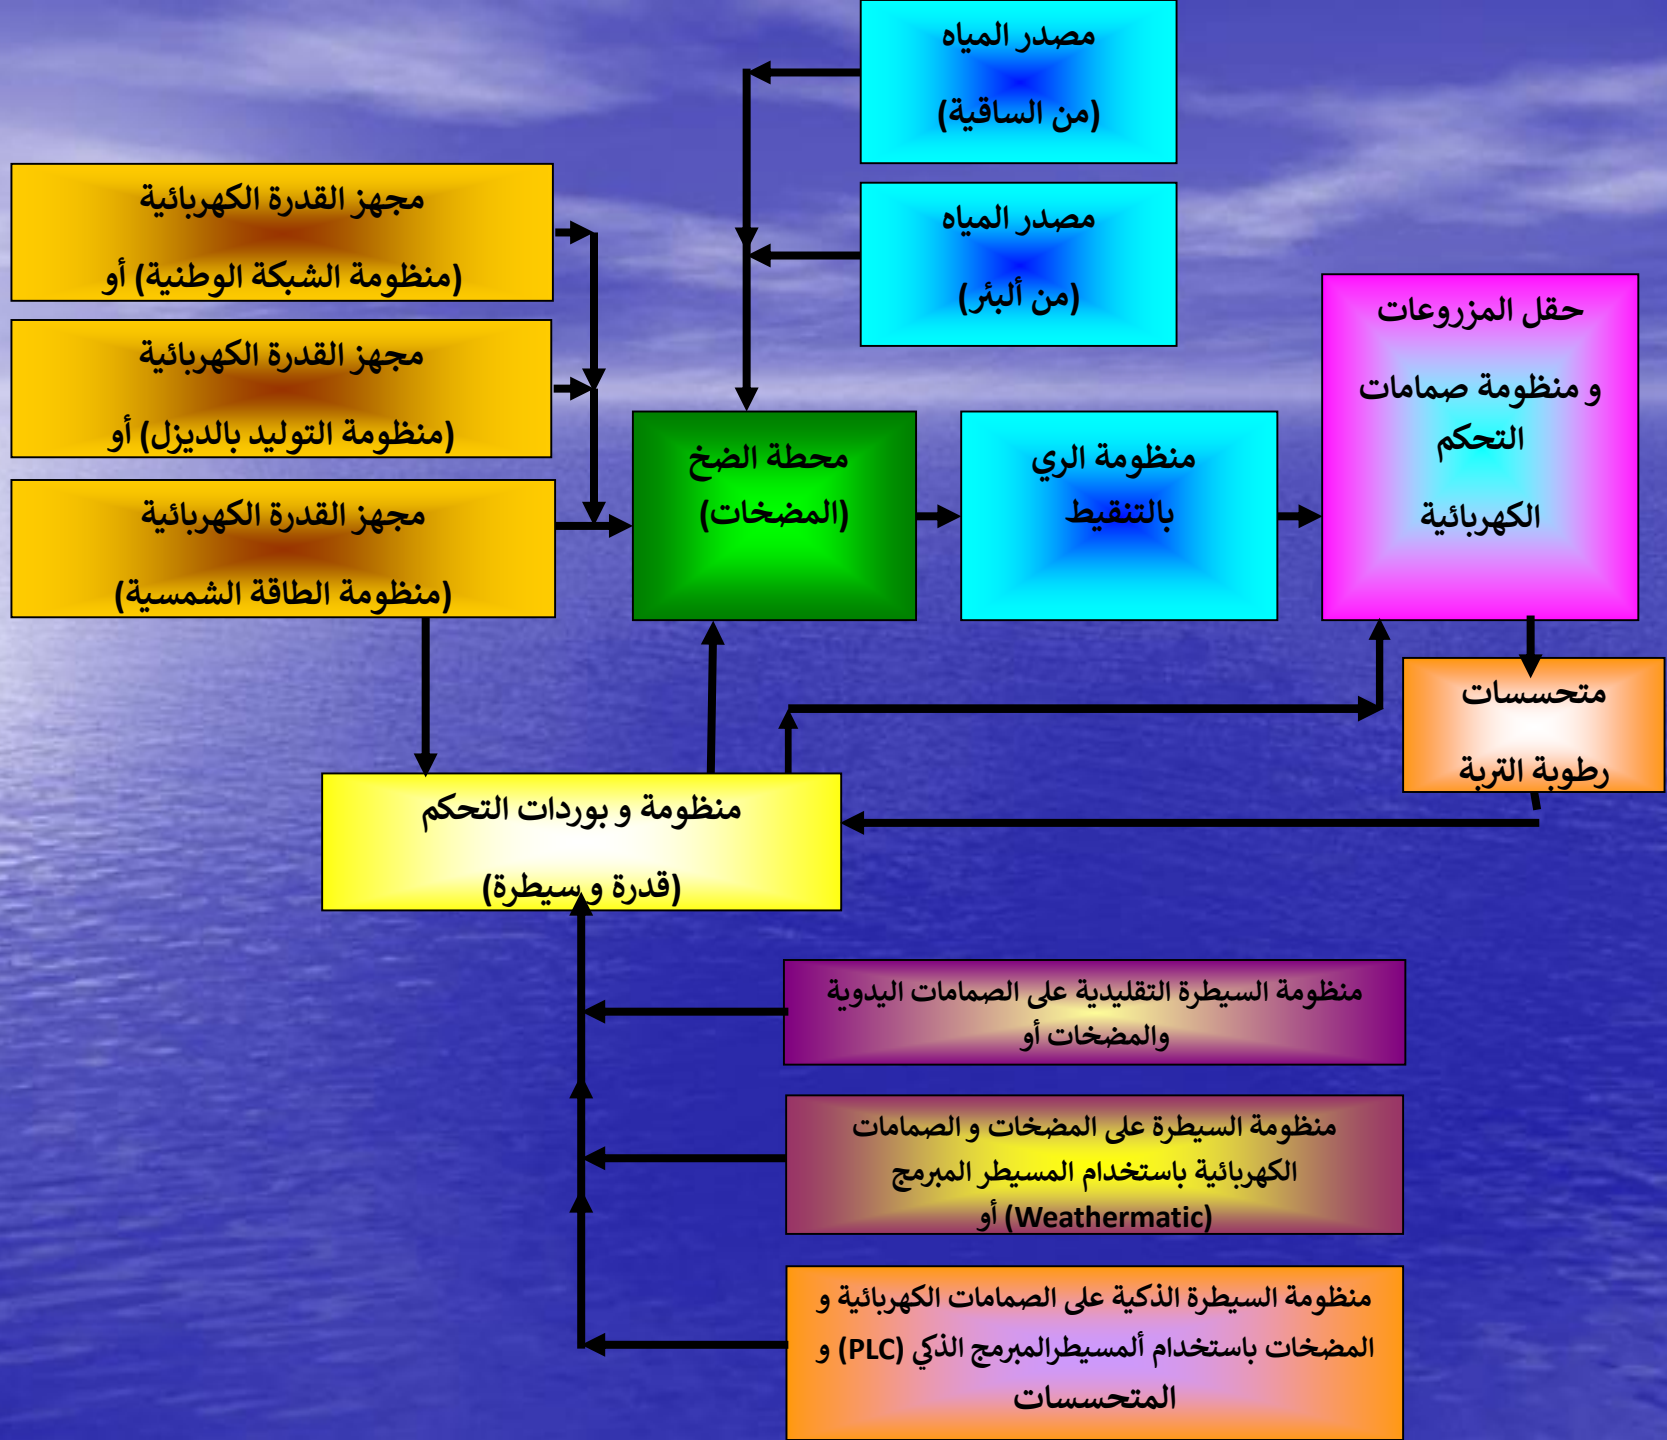 مصدر المياه
(من الساقية)
مصدر المياه
(من ألبئر)
مجهز القدرة الكهربائية
(منظومة الشبكة الوطنية) أو
مجهز القدرة الكهربائية
(منظومة التوليد بالديزل) أو
مجهز القدرة الكهربائية
(منظومة الطاقة الشمسية)
محطة الضخ
(المضخات)
منظومة الري
بالتنقيط
حقل المزروعات
و منظومة صمامات
التحكم
الكهربائية
متحسسات
رطوبة التربة
منظومة و بوردات التحكم
(قدرة و سيطرة)
منظومة السيطرة التقليدية على الصمامات اليدوية
والمضخات أو
منظومة السيطرة على المضخات و الصمامات
الكهربائية باستخدام المسيطر المبرمج
(Weathermatic) أو
منظومة السيطرة الذكية على الصمامات الكهربائية و
المضخات باستخدام ألمسيطرالمبرمج الذكي (PLC) و
المتحسسات